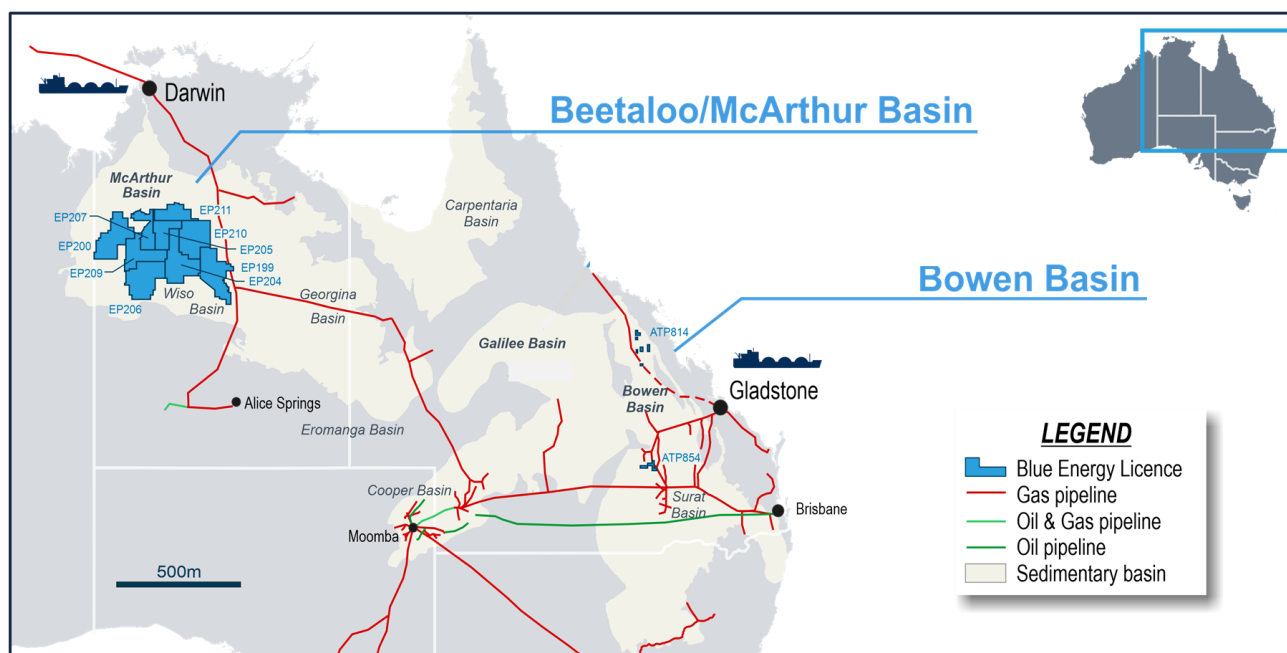 Darwin
Beetaloo/McArthur Basin
McArthur
Basin
Carpentaria
Basin
EP207
EP211
EP200
EP210
EP205
EP209
EP199
EP204
EP206
Wiso
Basin
Georgina
Basin
Bowen Basin
ATP814
Galilee Basin
Bowen
Basin
Gladstone
Alice Springs
Eromanga Basin
ATP854
Cooper Basin
Surat
Basin
Brisbane
Moomba
500m
LEGEND
Blue Energy Licence
Gas pipeline
Oil & Gas pipeline
Oil pipeline
Sedimentary basin